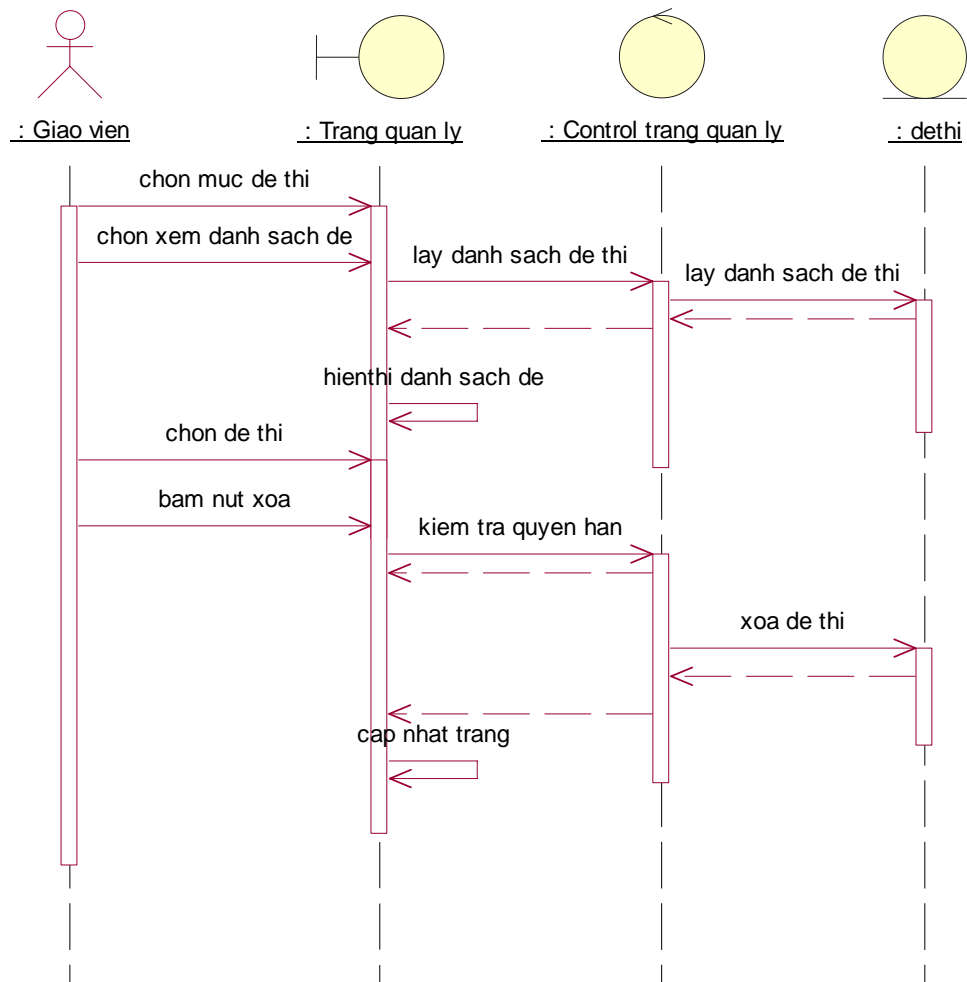 : Giao vien
: Trang quan ly
: Control trang quan ly
: dethi
chon muc de thi
chon xem danh sach de
lay danh sach de thi
lay danh sach de thi
hienthi danh sach de
chon de thi
bam nut xoa
kiem tra quyen han
xoa de thi
cap nhat trang